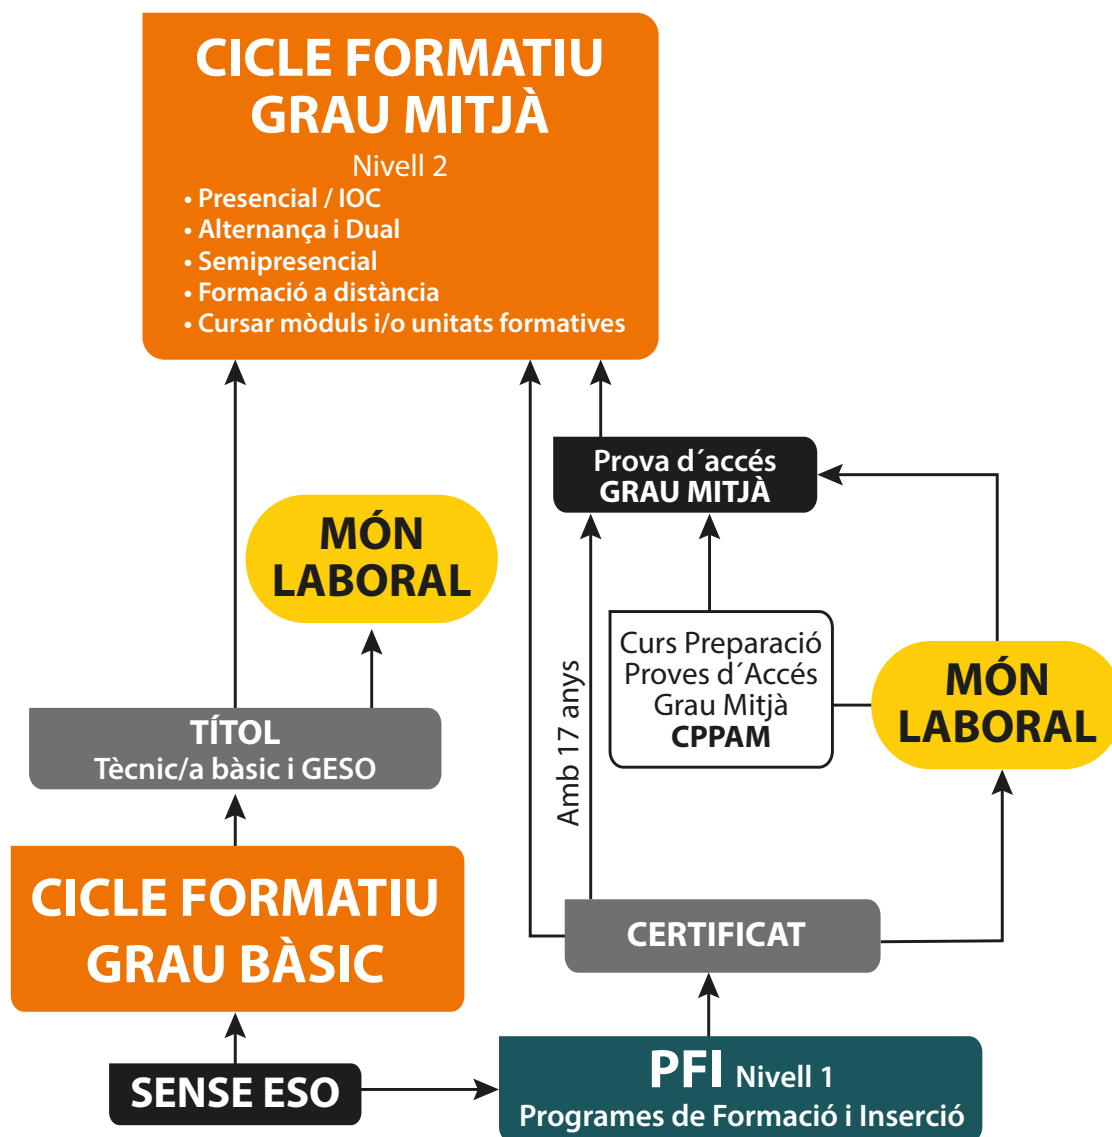 CICLE FORMATIU
GRAU MITJÀ
Nivell 2
• Presencial / IOC
• Alternança i Dual
• Semipresencial
• Formació a distància
• Cursar mòduls i/o unitats formatives
Prova d´accés
GRAU MITJÀ
MÓN
LABORAL
Curs Preparació
Proves d´Accés
Grau Mitjà
CPPAM
MÓN
LABORAL
Amb 17 anys
TÍTOL
Tècnic/a bàsic i GESO
CICLE FORMATIU
GRAU BÀSIC
CERTIFICAT
SENSE ESO
PFI Nivell 1
Programes de Formació i Inserció